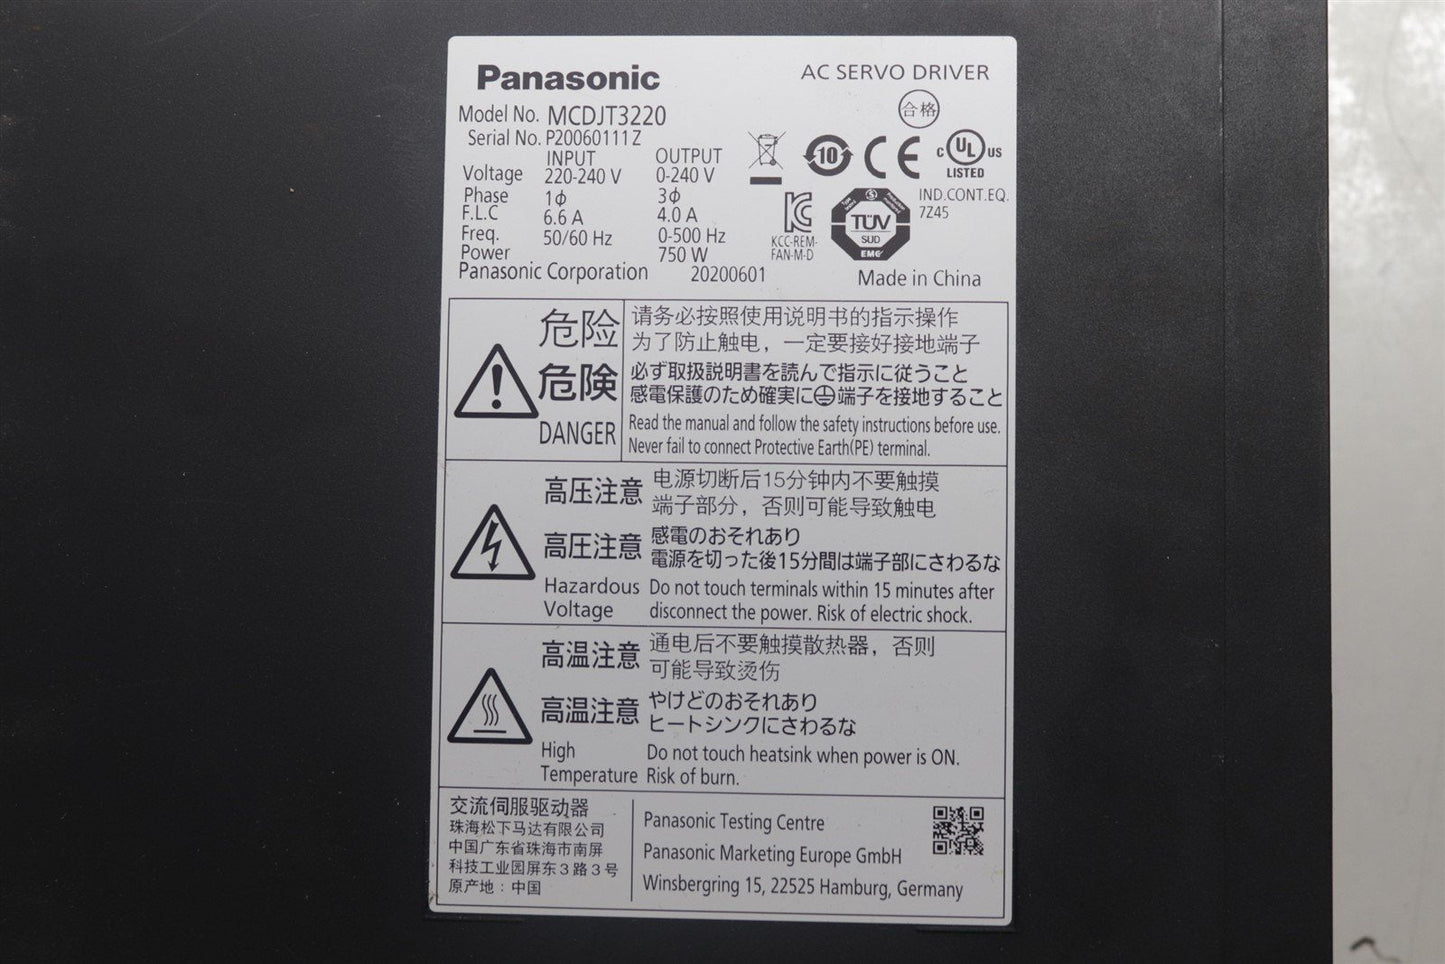 Panasonic
AC SERVO DRIVER
Model No. MCDJT3220
合格
Serial No. P20060111Z
INPUT OUTPUT
Voltage 220-240 V 0-240 V
Phase 1ϕ 3ϕ
F.L.C 6.6 A 4.0 A
Freq. 50/60 Hz 0-500 Hz
Power 750 W
Panasonic Corporation 20200601
10
CE
C UL US
LISTED
IND.CONT.EQ.
7Z45
KCC-REM-
FAN-M-D
TÜV
SUD
EMC
Made in China
危险
请务必按照使用说明书的指示操作
为了防止触电，一定要接好接地端子
危険
必ず取扱説明書を読んで指示に従うこと
感電保護のため確実に端子を接地すること
DANGER
Read the manual and follow the safety instructions before use.
Never fail to connect Protective Earth(PE) terminal.
高压注意
电源切断后15分钟内不要触摸
端子部分，否则可能导致触电
高圧注意
感電のおそれあり
電源を切った後15分間は端子部にさわるな
Hazardous
Voltage
Do not touch terminals within 15 minutes after
disconnect the power. Risk of electric shock.
高温注意
通电后不要触摸散热器，否则
可能导致烫伤
高温注意
やけどのおそれあり
ヒートシンクにさわるな
High
Temperature
Do not touch heatsink when power is ON.
Risk of burn.
交流伺服驱动器
珠海松下马达有限公司
中国广东省珠海市南屏
科技工业园屏东３路３号
原产地：中国
Panasonic Testing Centre
Panasonic Marketing Europe GmbH
Winsbergring 15, 22525 Hamburg, Germany